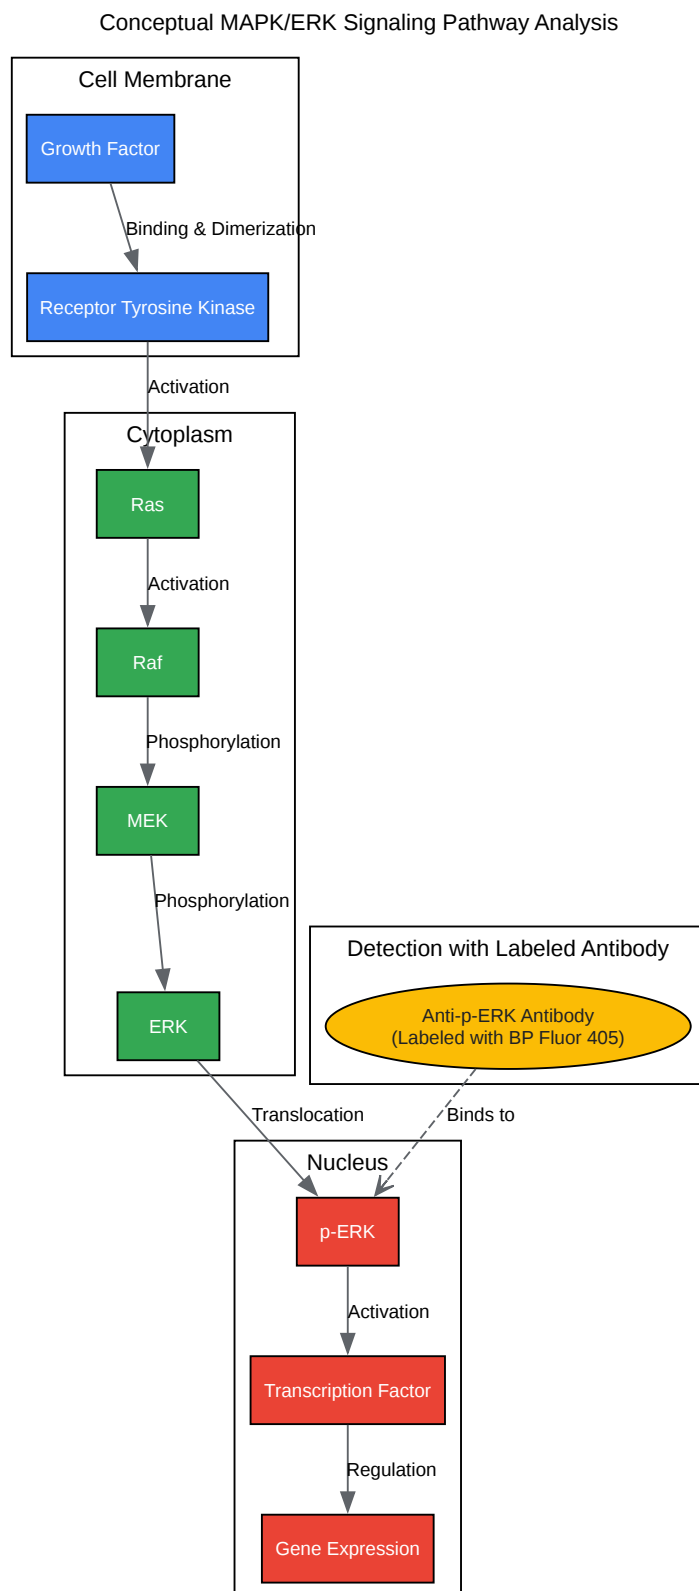 Conceptual MAPK/ERK Signaling Pathway Analysis
Cell Membrane
Growth Factor
Binding & Dimerization
Receptor Tyrosine Kinase
Activation
Cytoplasm
Ras
Activation
Raf
Phosphorylation
MEK
Phosphorylation
Detection with Labeled Antibody
Anti-p-ERK Antibody
(Labeled with BP Fluor 405)
ERK
Translocation
Binds to
Nucleus
p-ERK
Activation
Transcription Factor
Regulation
Gene Expression